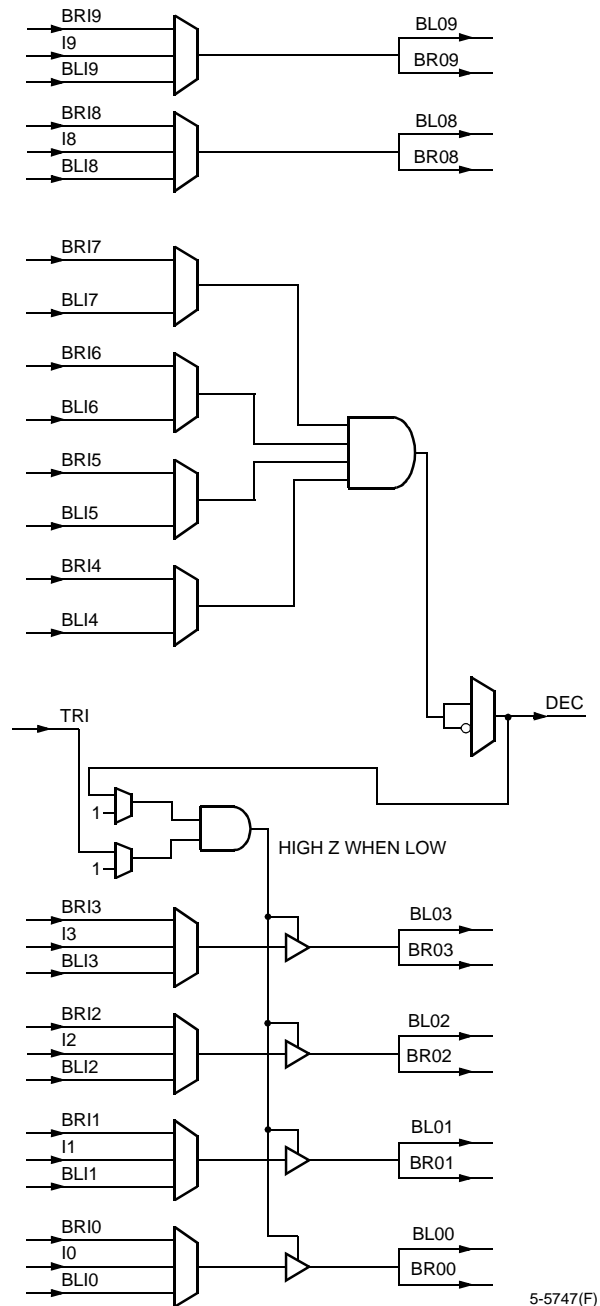 BRI9
I9
BLI9
BL09
BR09
BRI8
I8
BLI8
BL08
BR08
BRI7
BLI7
BRI6
BLI6
BRI5
BLI5
BRI4
BLI4
TRI
DEC
1
1
HIGH Z WHEN LOW
BRI3
I3
BLI3
BL03
BR03
BRI2
I2
BLI2
BL02
BR02
BRI1
I1
BLI1
BL01
BR01
BRI0
I0
BLI0
BL00
BR00
5-5747(F)